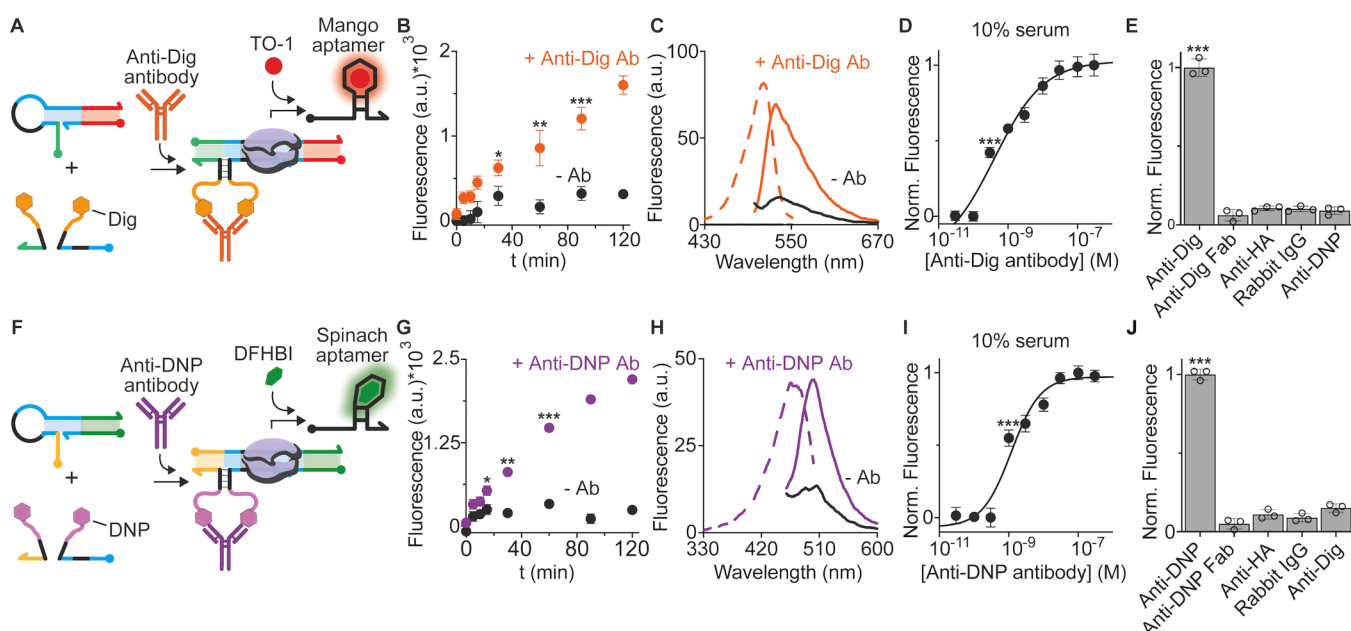 A
Anti-Dig
antibody
TO-1
Mango
aptamer
+
Dig
B
Fluorescence (a.u.)*10³
2
1
0
+ Anti-Dig Ab
*
**
***
- Ab
0
40
80
120
t (min)
C
Fluorescence (a.u.)
100
50
0
+ Anti-Dig Ab
- Ab
430
550
670
Wavelength (nm)
D
10% serum
Norm. Fluorescence
1
0
***
10⁻¹¹
10⁻⁹
10⁻⁷
[Anti-Dig antibody] (M)
E
Norm. Fluorescence
1
0
***
Anti-Dig
Anti-Dig Fab
Anti-HA
Rabbit IgG
Anti-DNP
F
Anti-DNP
antibody
DFHBI
Spinach
aptamer
+
DNP
G
Fluorescence (a.u.)*10³
2.5
1.25
0
+ Anti-DNP Ab
*
**
***
- Ab
0
40
80
120
t (min)
H
Fluorescence (a.u.)
50
25
0
+ Anti-DNP Ab
- Ab
330
420
510
600
Wavelength (nm)
I
10% serum
Norm. Fluorescence
1
0
***
10⁻¹¹
10⁻⁹
10⁻⁷
[Anti-DNP antibody] (M)
J
Norm. Fluorescence
1
0
***
Anti-DNP
Anti-DNP Fab
Anti-HA
Rabbit IgG
Anti-Dig